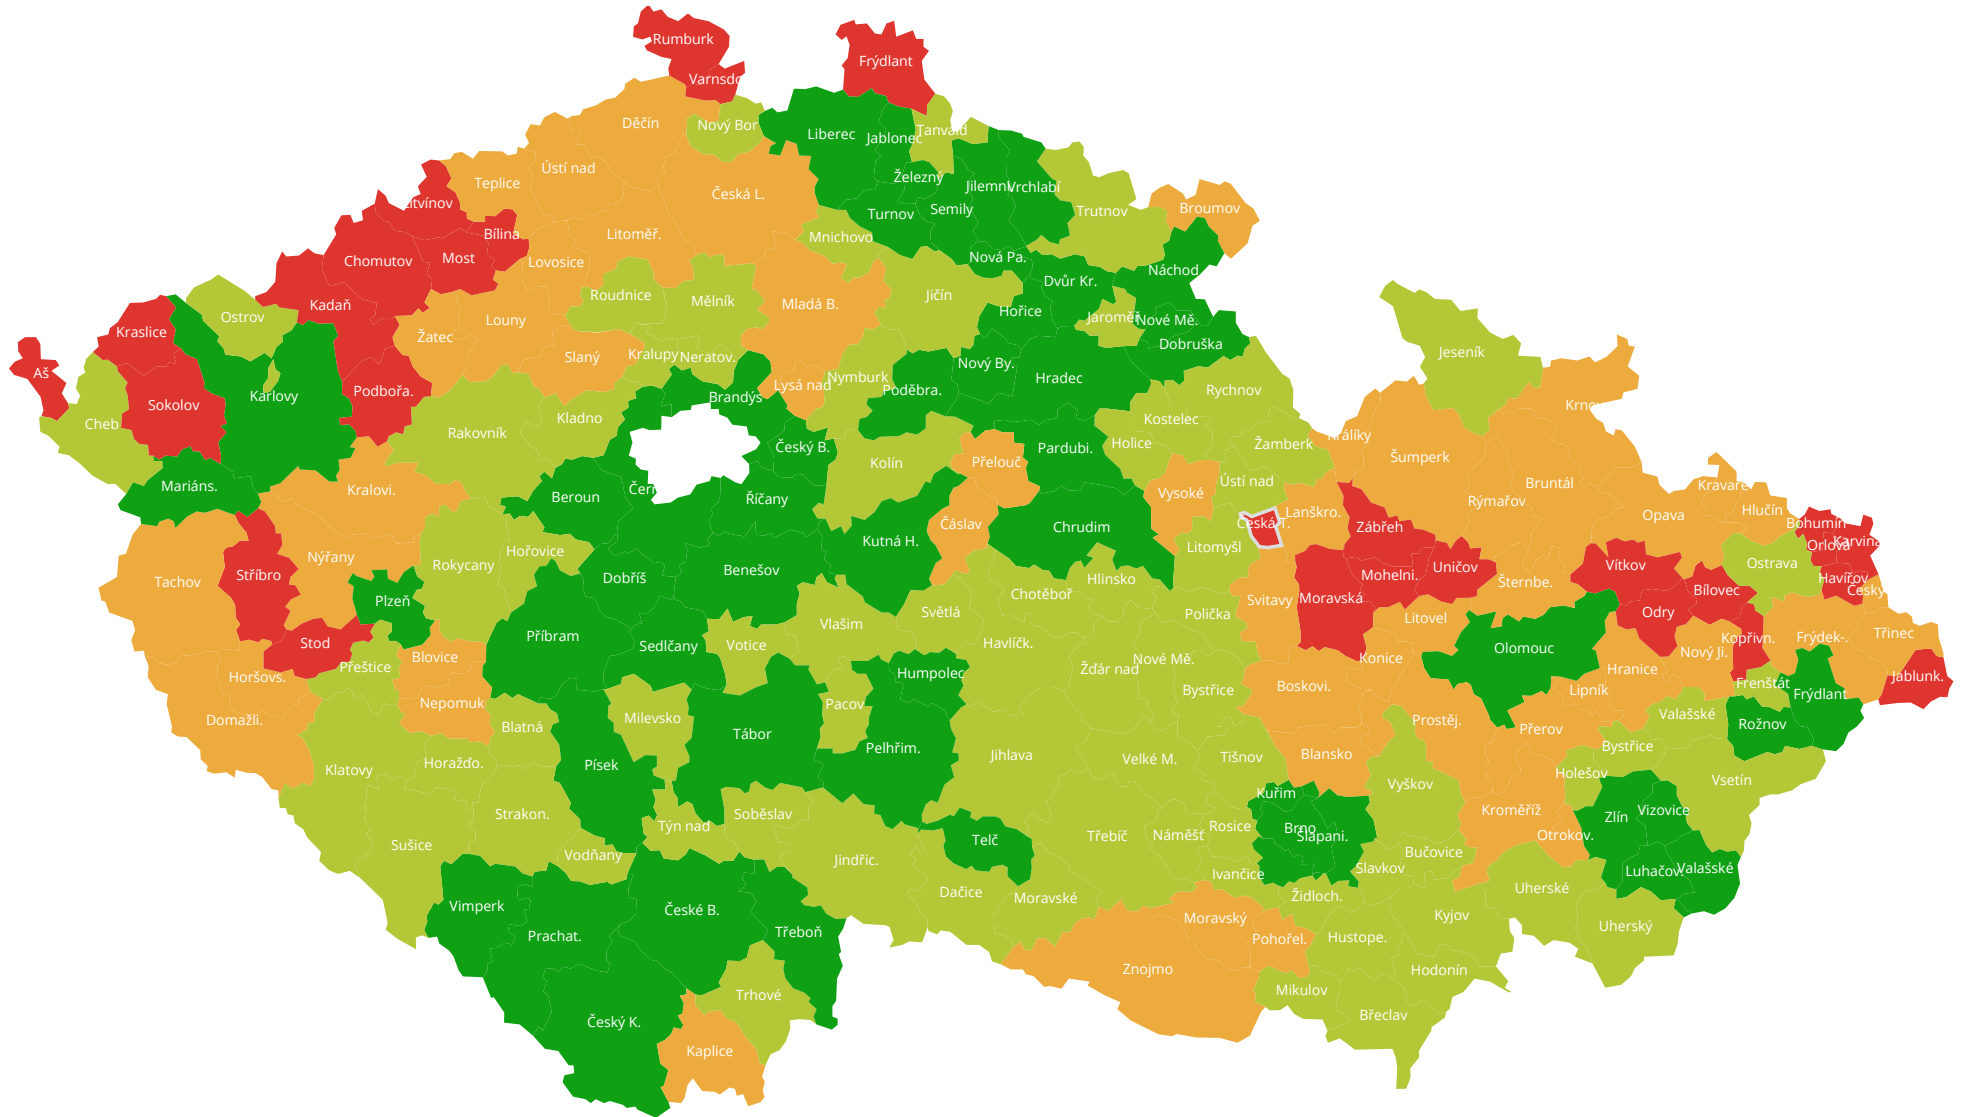 Rumburk
Frýdlant
Varnsdo
Děčín
Nový Bor
Liberec
Jablonec
Tanvald
Ústí nad
Teplice
Česká L.
Železný
Jilemni
Vrchlabí
Litvínov
Turnov
Semily
Trutnov
Broumov
Bílina
Litoměř.
Mnichovo
Most
Chomutov
Lovosice
Nová Pa.
Náchod
Roudnice
Mělník
Jičín
Dvůr Kr.
Kadaň
Mladá B.
Hořice
Jaroměř
Nové Mě.
Ostrov
Louny
Kraslice
Žatec
Dobruška
Slaný
Kralupy
Neratov.
Jeseník
Aš
Nový By.
Nymburk
Hradec
Lysá nad
Poděbra.
Rychnov
Podbořa.
Karlovy
Brandýs
Sokolov
Krno
Kladno
Kostelec
Cheb
Rakovník
Holice
Žamberk
Králíky
Český B.
Pardubi.
Šumperk
Kolín
Přelouč
Ústí nad
Mariáns.
Kralovi.
Beroun
Čern
Říčany
Vysoké
Bruntál
Kravaře
Rýmařov
Hlučín
Lanškro.
Opava
Čáslav
Chrudim
Česká T.
Zábřeh
Bohumín
Kutná H.
Orlová
Karviná
Litomyšl
Hořovice
Nýřany
Rokycany
Benešov
Dobříš
Stříbro
Tachov
Hlinsko
Mohelni.
Uničov
Vítkov
Ostrava
Havířov
Šternbe.
Český
Bílovec
Chotěboř
Plzeň
Svitavy
Moravská
Světlá
Polička
Odry
Litovel
Vlašim
Příbram
Stod
Sedlčany
Votice
Havlíčk.
Kopřivn.
Frýdek-.
Třinec
Olomouc
Nový Ji.
Blovice
Přeštice
Konice
Nové Mě.
Žďár nad
Hranice
Humpolec
Horšovs.
Boskovi.
Bystřice
Lipník
Frenštát
Frýdlant
Jablunk.
Nepomuk
Pacov
Domažli.
Milevsko
Blatná
Prostěj.
Valašské
Přerov
Rožnov
Tábor
Pelhřim.
Bystřice
Jihlava
Velké M.
Tišnov
Blansko
Horažďo.
Klatovy
Písek
Holešov
Vsetín
Vyškov
Kuřim
Strakon.
Soběslav
Kroměříž
Zlín
Vizovice
Týn nad
Rosice
Brno
Šlapani.
Třebíč
Náměšť
Otrokov.
Telč
Sušice
Vodňany
Jindřic.
Bučovice
Slavkov
Ivančice
Luhačov.
Valašské
Dačice
Moravské
Židloch.
Uherské
Vimperk
České B.
Moravský
Kyjov
Uherský
Prachat.
Třeboň
Pohořel.
Hustope.
Znojmo
Hodonín
Trhové
Mikulov
Český K.
Břeclav
Kaplice